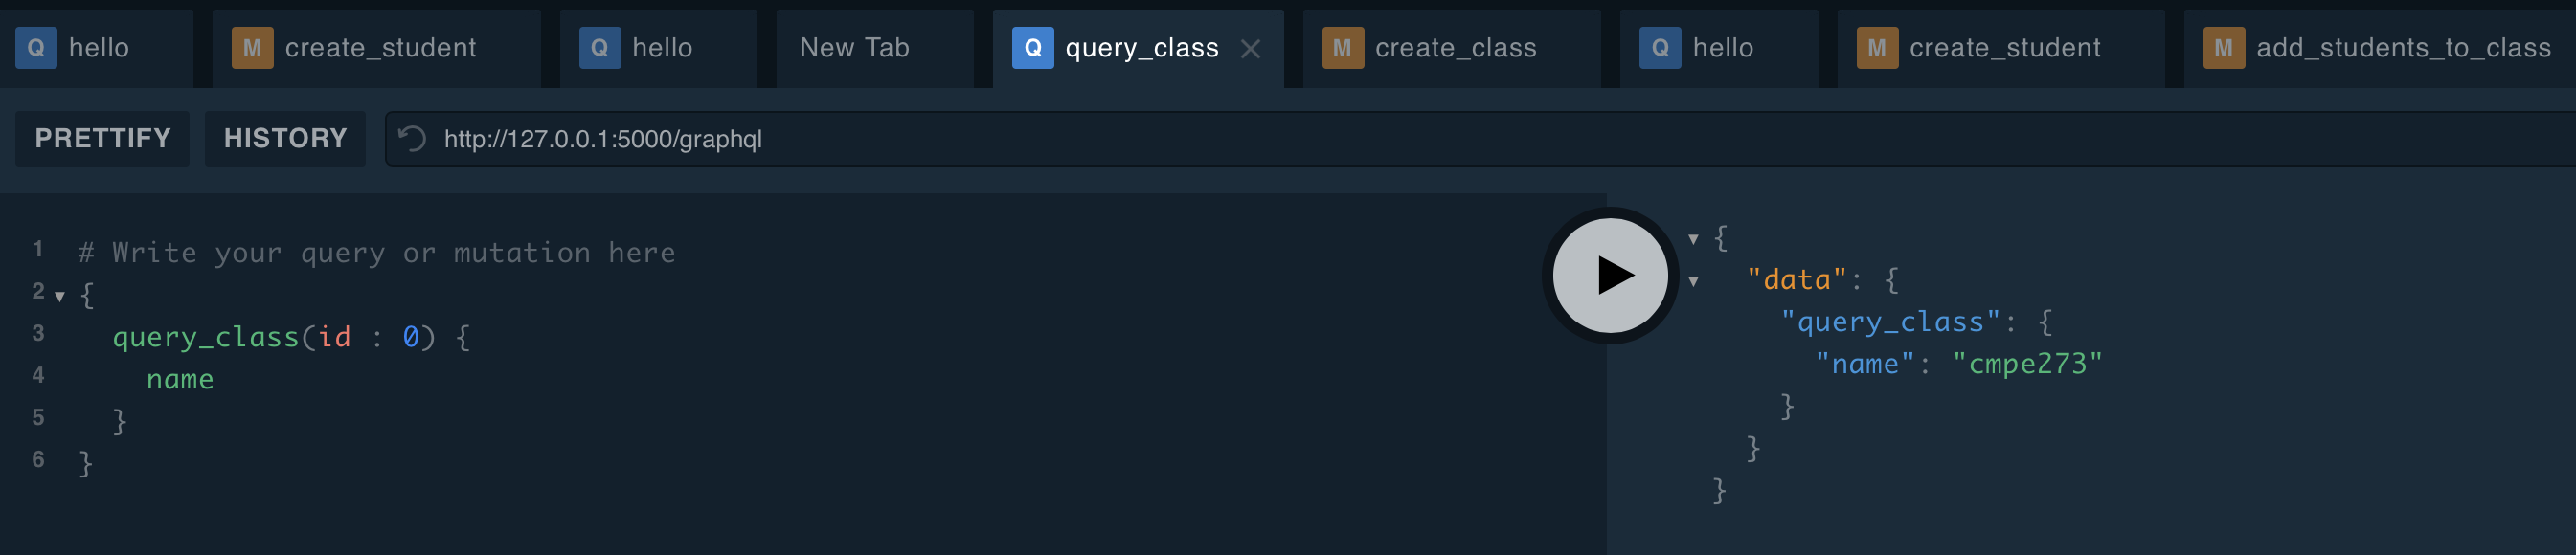 Q hello M create_student Q hello New Tab Q query_class M create_class Q hello M create_student M add_students_to_class
PRETTIFY HISTORY http://127.0.0.1:5000/graphql
1 # Write your query or mutation here
2 {
3 query_class(id : 0) {
4 name
5 }
6 }
{
"data": {
"query_class": {
"name": "cmpe273"
}
}
}